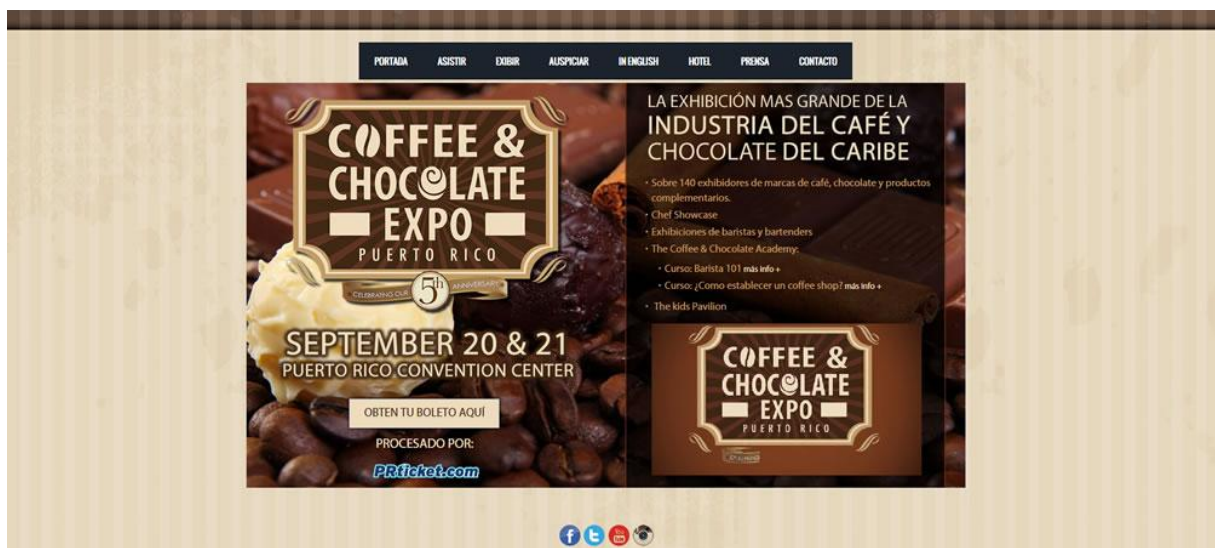 PORTADA ASISTIR EXIBIR AUSPICIAR IN ENGLISH HOTEL PRENSA CONTACTO
COFFEE &
CHOCOLATE
EXPO
PUERTO RICO
CELEBRATING OUR 5th ANNIVERSARY
SEPTEMBER 20 & 21
PUERTO RICO CONVENTION CENTER
OBTEN TU BOLETO AQUÍ
PROCESADO POR:
PRticket.com
LA EXHIBICIÓN MAS GRANDE DE LA
INDUSTRIA DEL CAFÉ Y
CHOCOLATE DEL CARIBE
• Sobre 140 exhibidores de marcas de café, chocolate y productos
complementarios.
• Chef Showcase
• Exhibiciones de baristas y bartenders
• The Coffee & Chocolate Academy:
• Curso: Barista 101 más info +
• Curso: ¿Como establecer un coffee shop? más info +
• The kids Pavilion
COFFEE &
CHOCOLATE
EXPO
PUERTO RICO